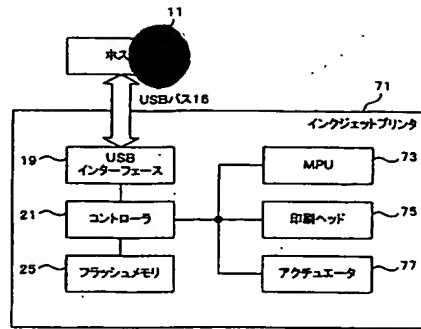 11
ホス
USBバス16
71
インクジェットプリンタ
19
USB
インターフェース
MPU
73
21
コントローラ
印刷ヘッド
75
25
フラッシュメモリ
アクチュエータ
77